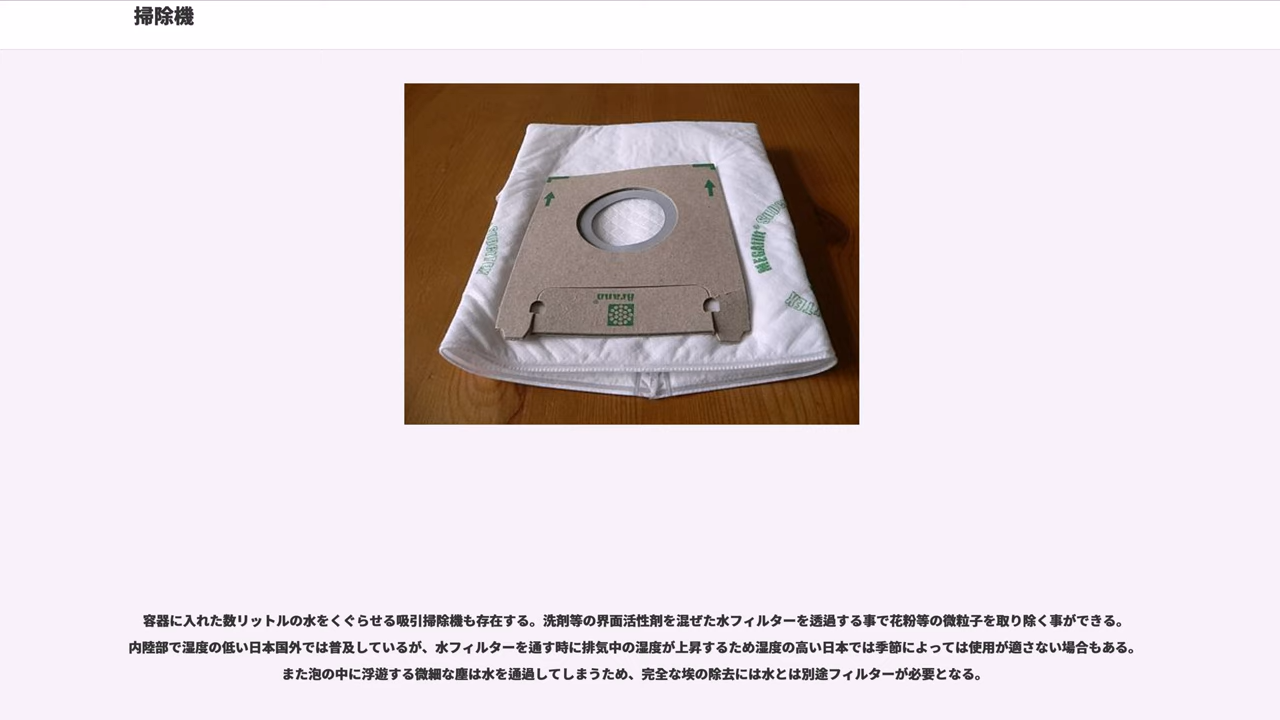 掃除機
MEGAfilt®
容器に入れた数リットルの水をくぐらせる吸引掃除機も存在する。洗剤等の界面活性剤を混ぜた水フィルターを透過する事で花粉等の微粒子を取り除く事ができる。
内陸部で湿度の低い日本国外では普及しているが、水フィルターを通す時に排気中の湿度が上昇するため湿度の高い日本では季節によっては使用が適さない場合もある。
また泡の中に浮遊する微細な塵は水を通過してしまうため、完全な埃の除去には水とは別途フィルターが必要となる。